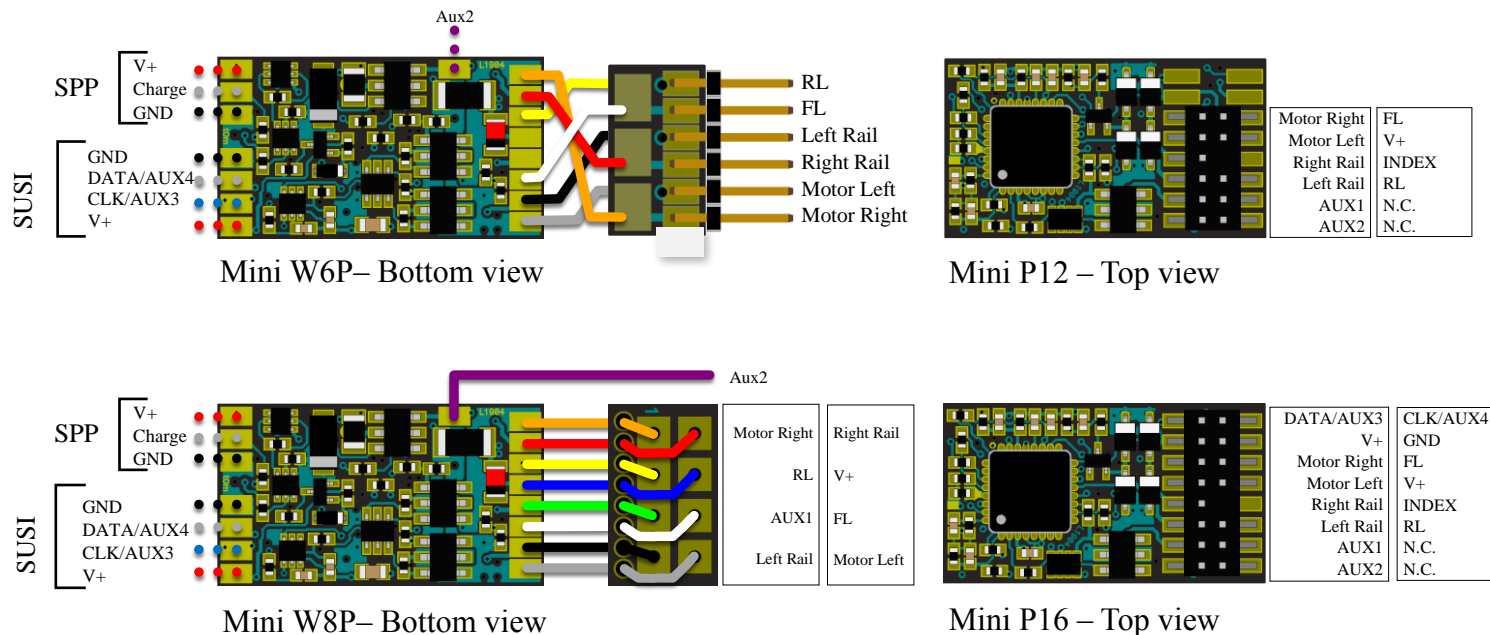 Aux2
SPP
V+
Charge
GND
SUSI
GND
DATA/AUX4
CLK/AUX3
V+
L1904
RL
FL
Left Rail
Right Rail
Motor Left
Motor Right
Mini W6P– Bottom view
Motor Right FL
Motor Left V+
Right Rail INDEX
Left Rail RL
AUX1 N.C.
AUX2 N.C.
Mini P12 – Top view
Aux2
SPP
V+
Charge
GND
SUSI
GND
DATA/AUX4
CLK/AUX3
V+
L1904
1
Motor Right Right Rail
RL V+
AUX1 FL
Left Rail Motor Left
Mini W8P– Bottom view
DATA/AUX3 CLK/AUX4
V+ GND
Motor Right FL
Motor Left V+
Right Rail INDEX
Left Rail RL
AUX1 N.C.
AUX2 N.C.
Mini P16 – Top view